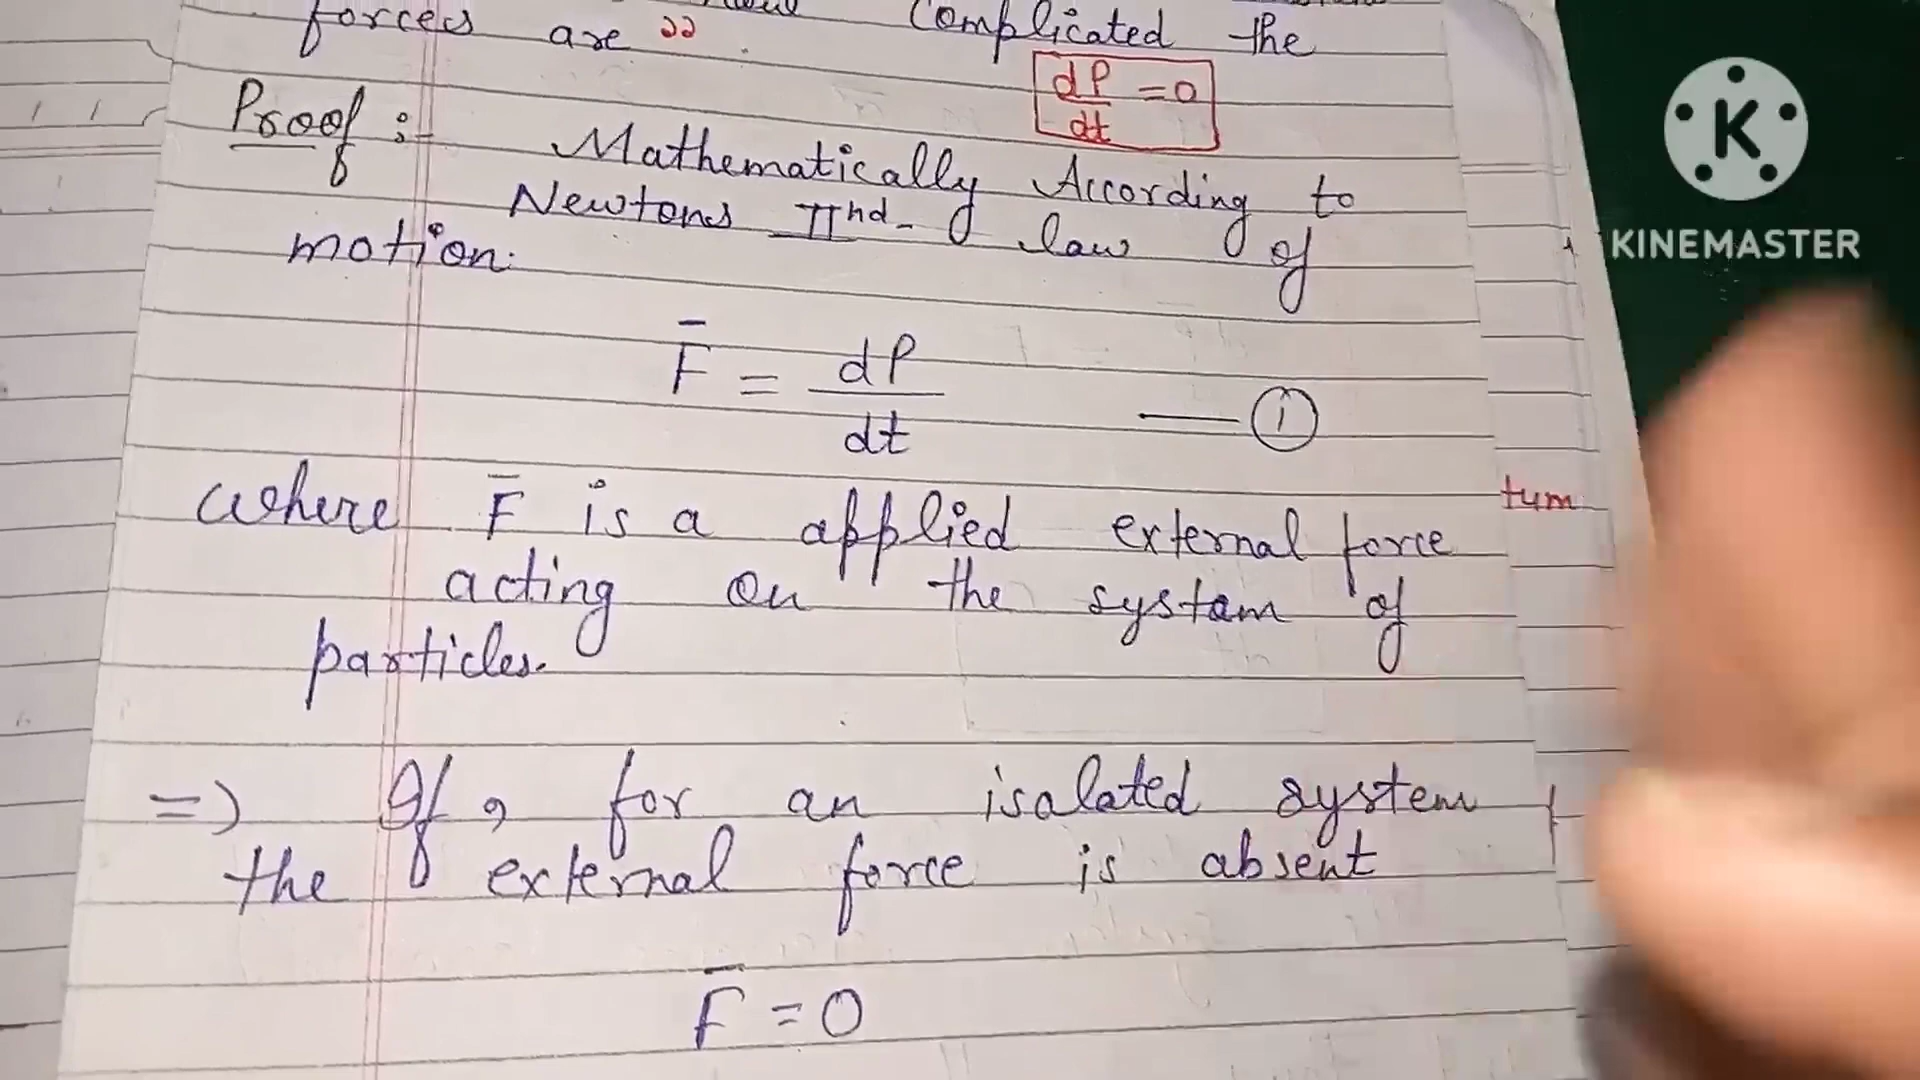 complicated the
forces are ,,.
dP/dt = 0
Proof :- Mathematically According to
Newtons IInd law of
motion.
F̄ = dP/dt — (i)
where F̄ is a applied external force
acting on the system of
particles.
=) If, for an isolated system
the external force is absent
F̄ = 0
tum
K
KINEMASTER